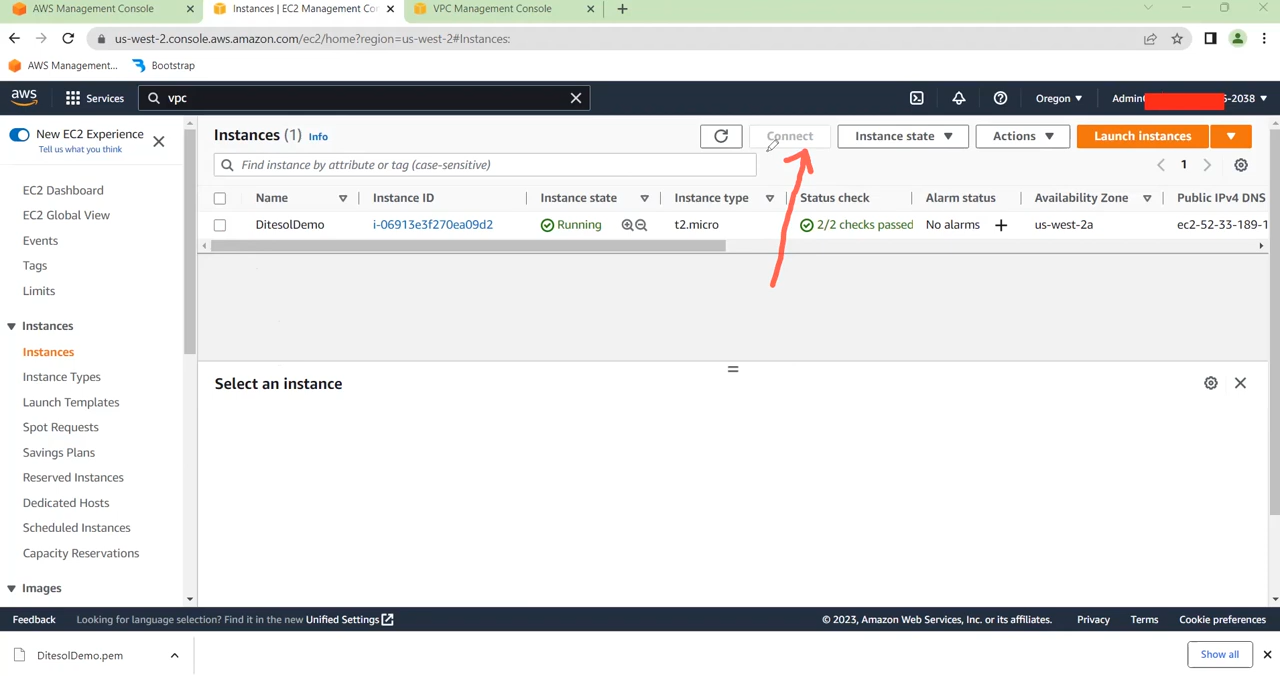 AWS Management Console
Instances | EC2 Management Co
VPC Management Console
us-west-2.console.aws.amazon.com/ec2/home?region=us-west-2#Instances:
AWS Management...
Bootstrap
aws
Services
vpc
Oregon
Admin
-2038
New EC2 Experience
Tell us what you think
Instances (1) Info
Connect
Instance state
Actions
Launch instances
Find instance by attribute or tag (case-sensitive)
1
Name
Instance ID
Instance state
Instance type
Status check
Alarm status
Availability Zone
Public IPv4 DNS
DitesolDemo
i-06913e3f270ea09d2
Running
t2.micro
2/2 checks passed
No alarms
us-west-2a
ec2-52-33-189-1
EC2 Dashboard
EC2 Global View
Events
Tags
Limits
Instances
Instances
Instance Types
Launch Templates
Spot Requests
Savings Plans
Reserved Instances
Dedicated Hosts
Scheduled Instances
Capacity Reservations
Images
Select an instance
Feedback
Looking for language selection? Find it in the new Unified Settings
© 2023, Amazon Web Services, Inc. or its affiliates.
Privacy
Terms
Cookie preferences
DitesolDemo.pem
Show all